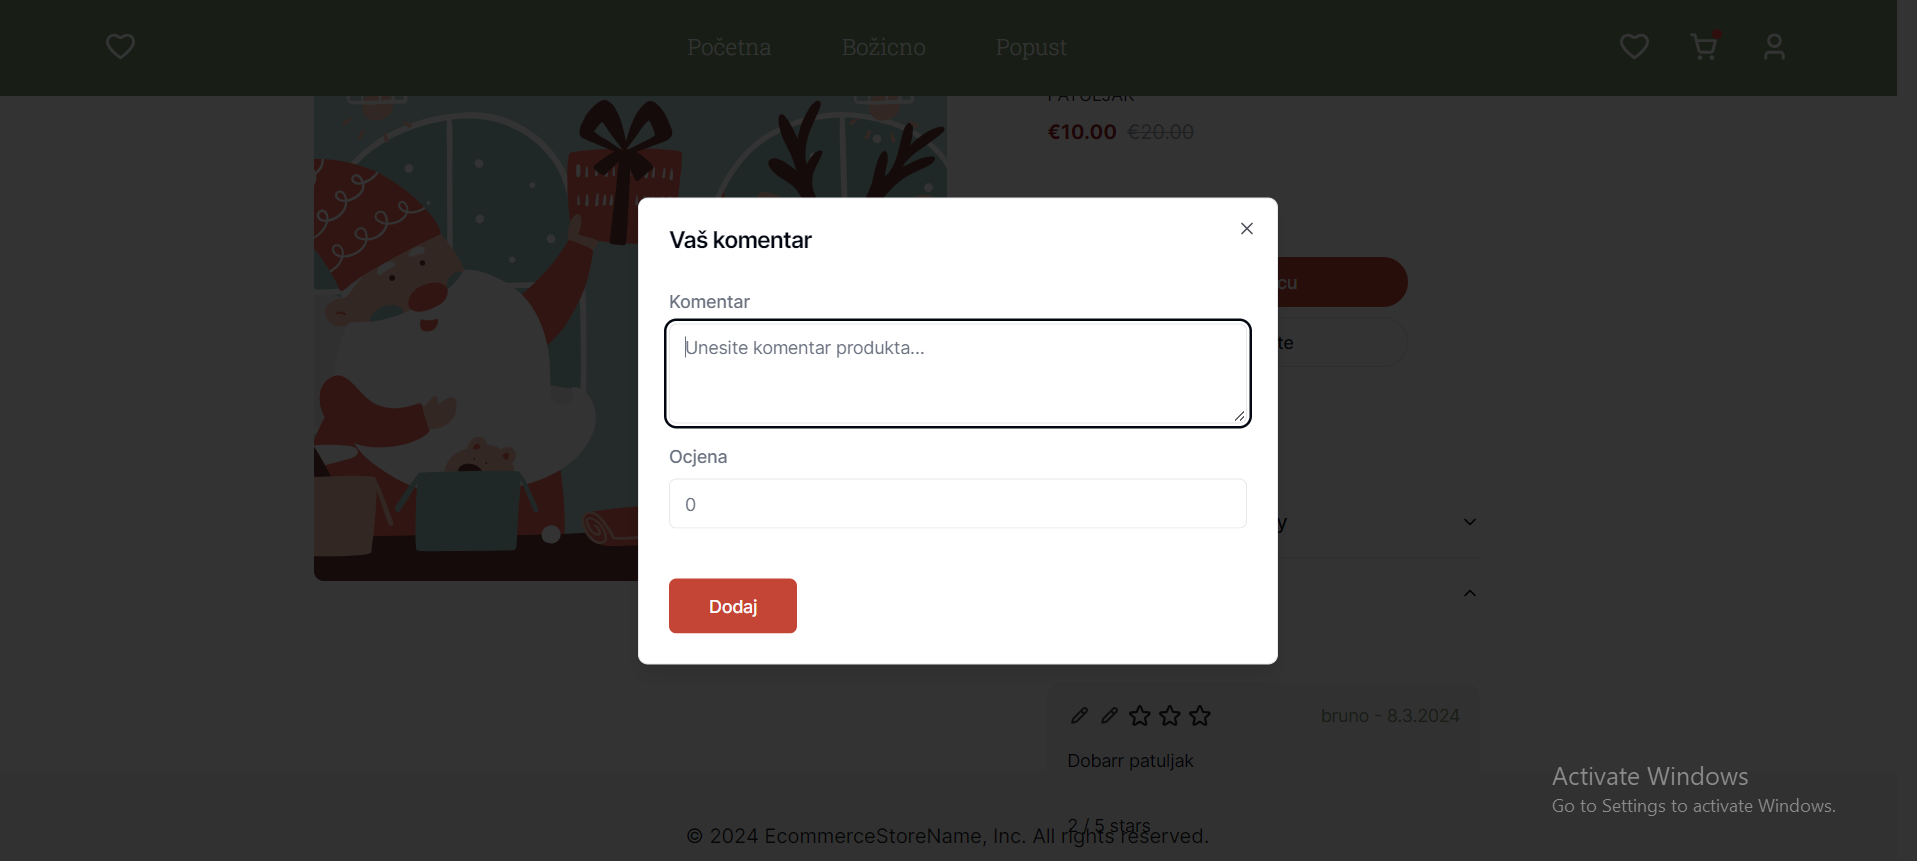 Početna Božicno Popust
PATULJAK
€10.00 €20.00
cu
te
Vaš komentar
Komentar
Unesite komentar produkta...
Ocjena
0
Dodaj
y
bruno - 8.3.2024
Dobarr patuljak
2 / 5 stars
© 2024 EcommerceStoreName, Inc. All rights reserved.
Activate Windows
Go to Settings to activate Windows.